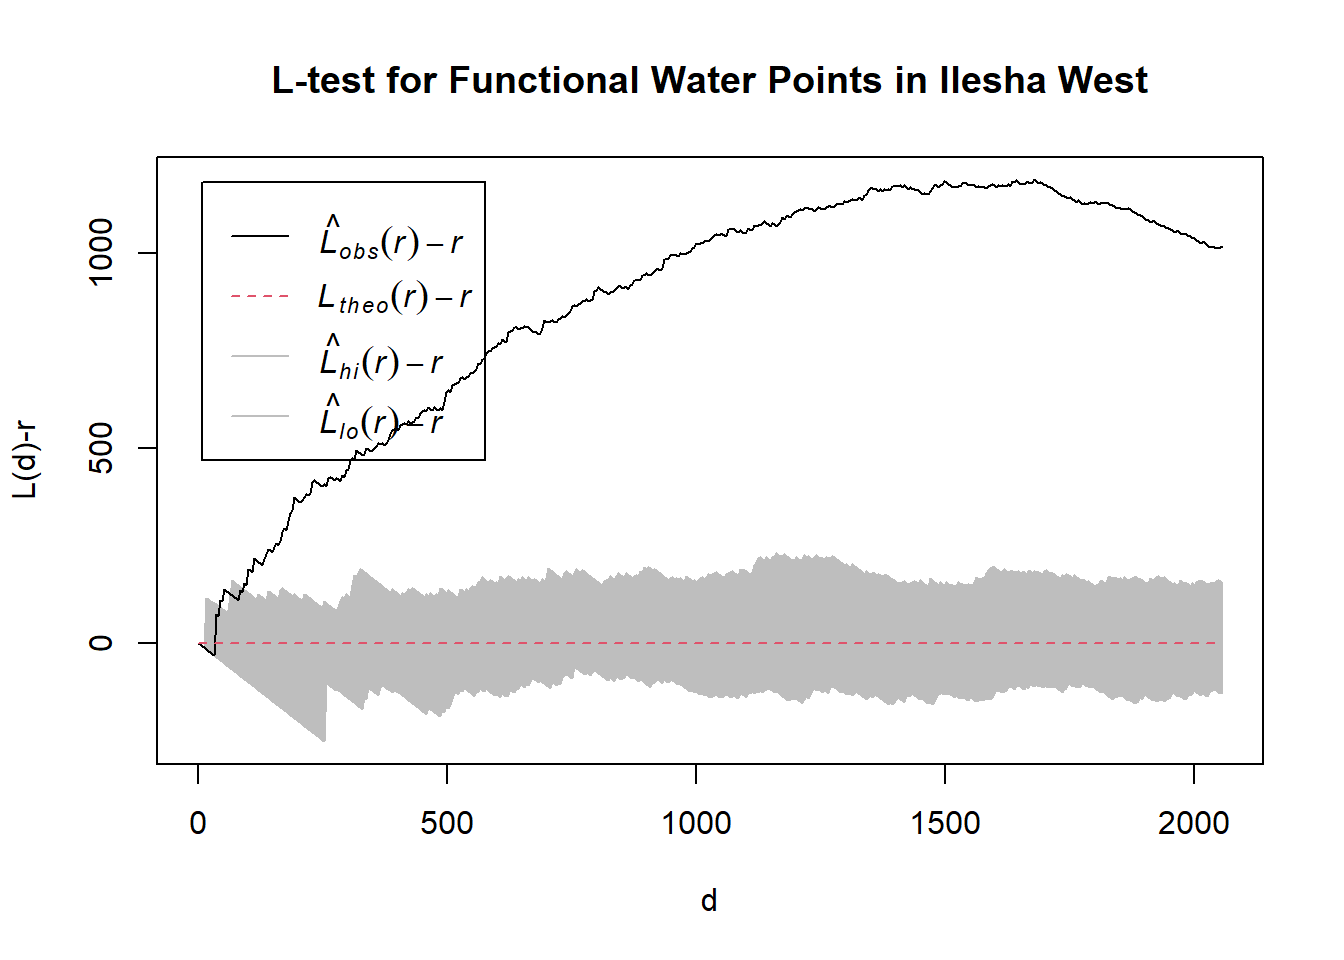 L-test for Functional Water Points in Ilesha West
L̂obs(r) – r
Ltheo(r) – r
L̂hi(r) – r
L̂lo(r) – r
L(d)-r
1000
500
0
0 500 1000 1500 2000
d